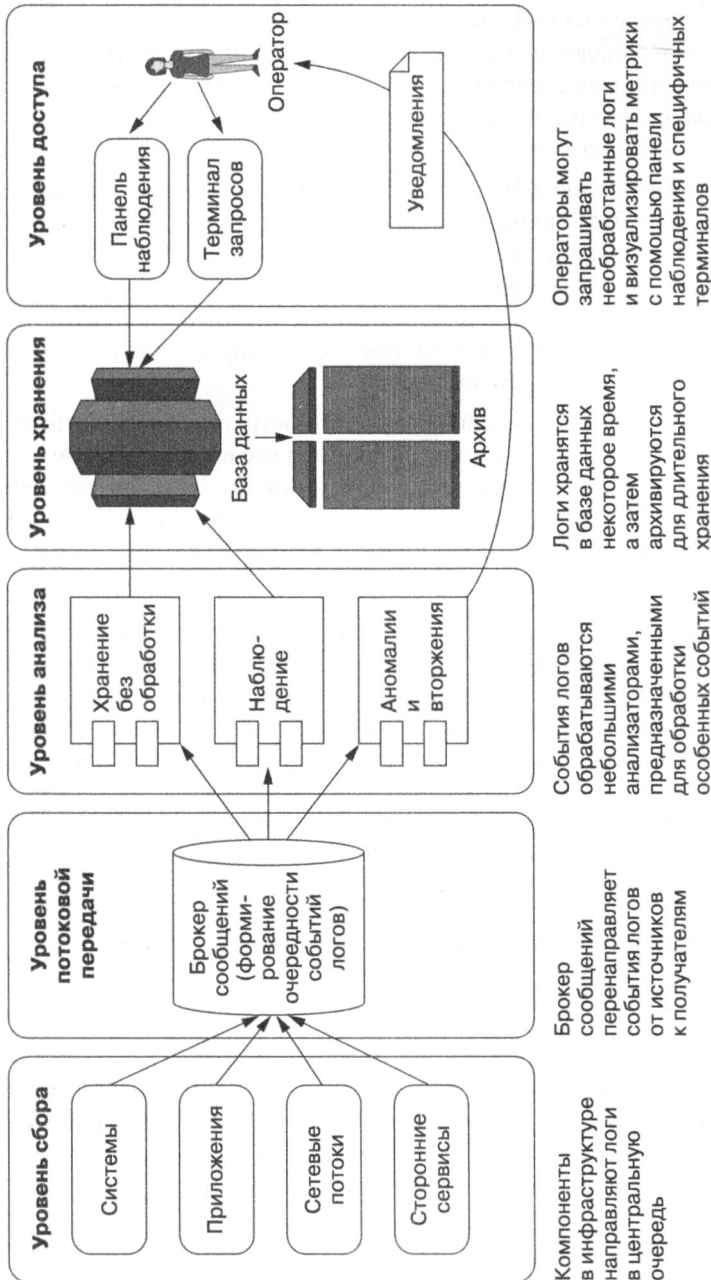 Уровень сбора
Системы
Приложения
Сетевые
потоки
Сторонние
сервисы
Компоненты
в инфраструктуре
направляют логи
в центральную
очередь
Уровень
потоковой
передачи
Брокер
сообщений
(форми-
рование
очередности
событий
логов)
Брокер
сообщений
перенаправляет
события логов
от источников
к получателям
Уровень анализа
Хранение
без
обработки
Наблю-
дение
Аномалии
и
вторжения
События логов
обрабатываются
небольшими
анализаторами,
предназначенными
для обработки
особенных событий
Уровень хранения
База данных
Архив
Логи хранятся
в базе данных
некоторое время,
а затем
архивируются
для длительного
хранения
Уровень доступа
Панель
наблюдения
Терминал
запросов
Оператор
Уведомления
Операторы могут
запрашивать
необработанные логи
и визуализировать метрики
с помощью панели
наблюдения и специфичных
терминалов